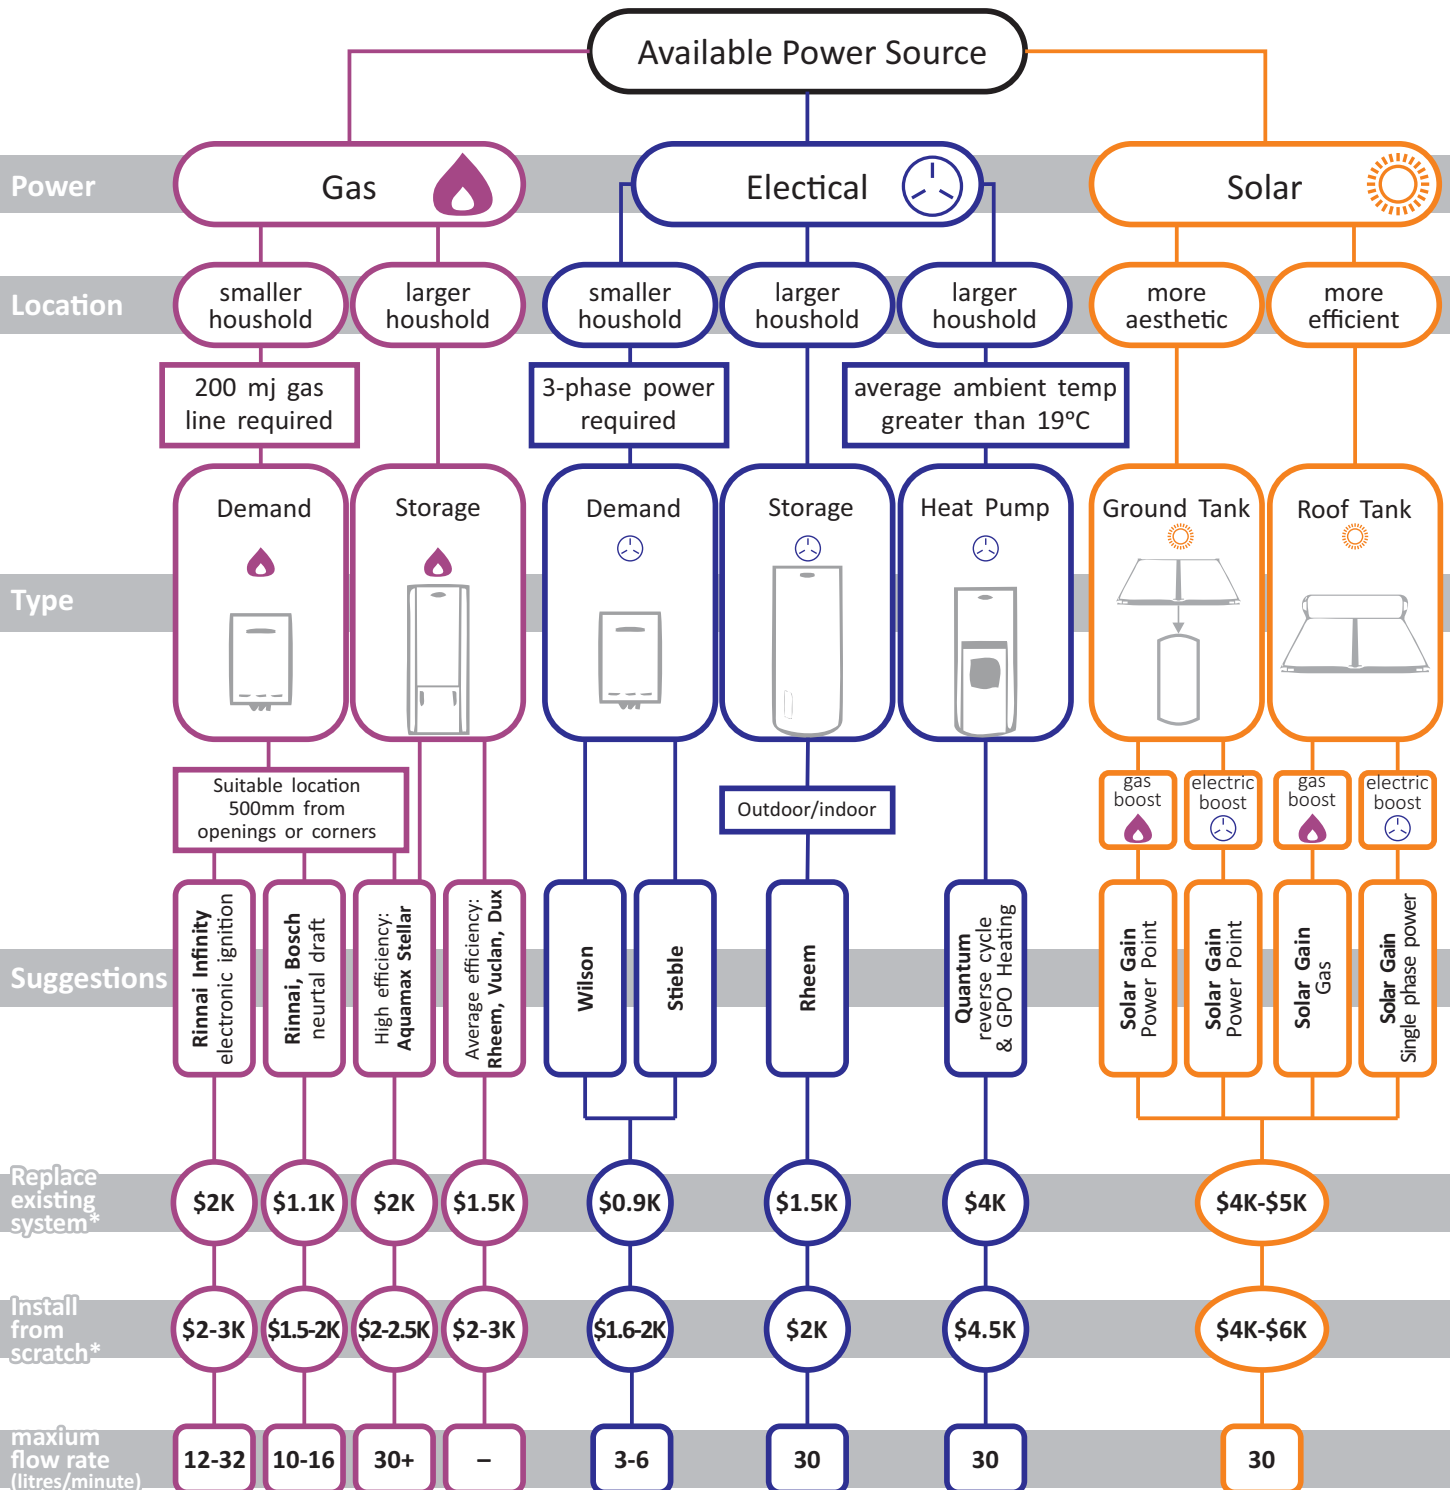 Available Power Source
Power
Gas
Electical
Solar
Location
smaller
houshold
larger
houshold
smaller
houshold
larger
houshold
larger
houshold
more
aesthetic
more
efficient
200 mj gas
line required
3-phase power
required
average ambient temp
greater than 19°C
Type
Demand
Storage
Demand
Storage
Heat Pump
Ground Tank
Roof Tank
Suitable location
500mm from
openings or corners
Outdoor/indoor
gas
boost
electric
boost
gas
boost
electric
boost
Suggestions
Rinnai Infinity
electronic ignition
Rinnai, Bosch
neurtal draft
High efficiency:
Aquamax Stellar
Average efficiency:
Rheem, Vuclan, Dux
Wilson
Stieble
Rheem
Quantum
reverse cycle
& GPO Heating
Solar Gain
Power Point
Solar Gain
Power Point
Solar Gain
Gas
Solar Gain
Single phase power
Replace
existing
system*
$2K
$1.1K
$2K
$1.5K
$0.9K
$1.5K
$4K
$4K-$5K
Install
from
scratch*
$2-3K
$1.5-2K
$2-2.5K
$2-3K
$1.6-2K
$2K
$4.5K
$4K-$6K
maxium
flow rate
(litres/minute)
12-32
10-16
30+
–
3-6
30
30
30